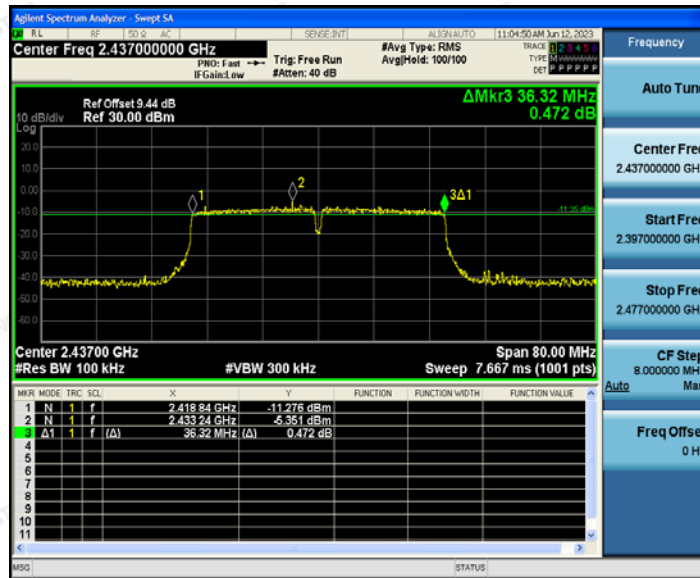 Agilent Spectrum Analyzer - Swept SA
RL RF 50 Ω AC SENSE:INT ALIGN AUTO 11:04:50 AM Jun 12, 2023
Center Freq 2.437000000 GHz
PNO: Fast Trig: Free Run #Avg Type: RMS TRACE 1 2 3 4 5 6
IFGain:Low #Atten: 40 dB Avg|Hold: 100/100 TYPE M
DET P P P P P P
ΔMkr3 36.32 MHz
0.472 dB
Ref Offset 9.44 dB
10 dB/div Ref 30.00 dBm
Log
20.0
10.0
0.00
-10.0
-20.0
-30.0
-40.0
-50.0
-60.0
1
2
3Δ1
-11.35 dBm
Center 2.43700 GHz Span 80.00 MHz
#Res BW 100 kHz #VBW 300 kHz Sweep 7.667 ms (1001 pts)
MKR MODE TRC SCL X Y FUNCTION FUNCTION WIDTH FUNCTION VALUE
1 N 1 f 2.418 84 GHz -11.276 dBm
2 N 1 f 2.433 24 GHz -5.351 dBm
3 Δ1 1 f (Δ) 36.32 MHz (Δ) 0.472 dB
4
5
6
7
8
9
10
11
MSG STATUS
Frequency
Auto Tun
Center Fre
2.437000000 GH
Start Fre
2.397000000 GH
Stop Fre
2.477000000 GH
CF Step
8.000000 MH
Auto Man
Freq Offse
0 H